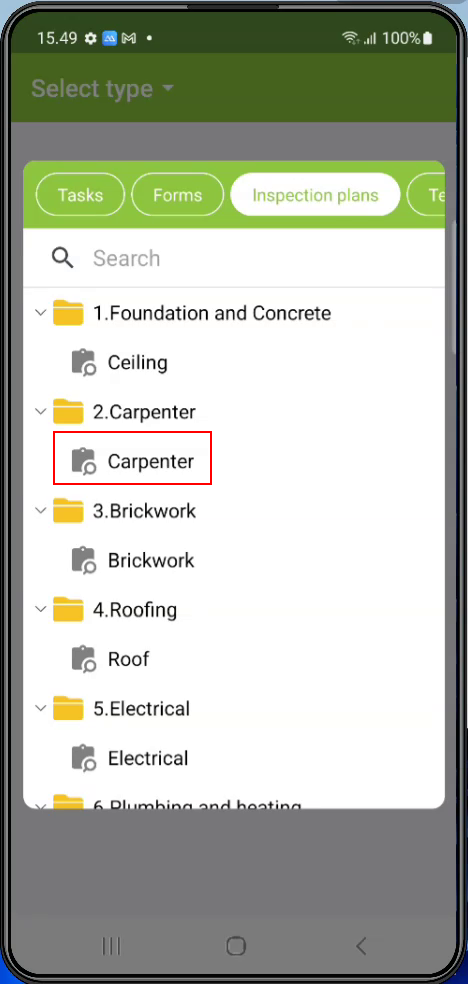 15.49 100%
Select type
Tasks Forms Inspection plans Te
Search
1.Foundation and Concrete
Ceiling
2.Carpenter
Carpenter
3.Brickwork
Brickwork
4.Roofing
Roof
5.Electrical
Electrical
6.Plumbing and heating